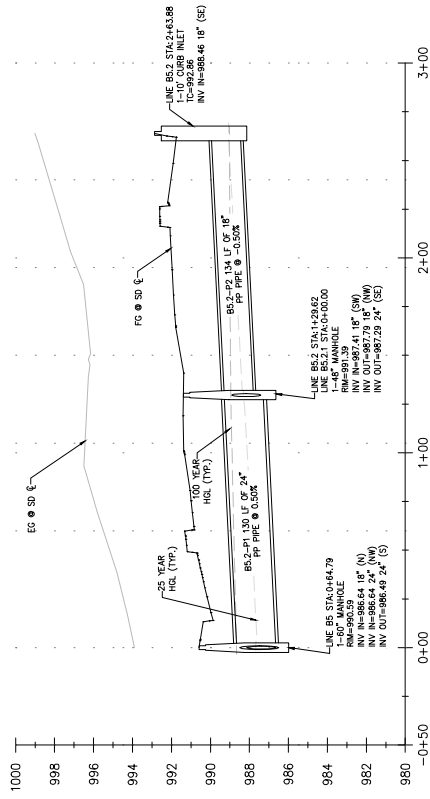 1000
998
996
994
992
990
988
986
984
982
980
-0+50
0+00
1+00
2+00
3+00
EG @ SD ℄
FG @ SD ℄
25 YEAR
HGL (TYP.)
100 YEAR
HGL (TYP.)
B5.2-P1 130 LF OF 24"
PP PIPE @ 0.50%
B5.2-P2 134 LF OF 18"
PP PIPE @ -0.50%
LINE B5 STA:0+64.79
1-60" MANHOLE
RIM=990.59
INV IN=986.64 18" (N)
INV IN=986.64 24" (NW)
INV OUT=986.49 24" (S)
LINE B5.2 STA:1+29.62
LINE B5.2.1 STA:0+00.00
1-48" MANHOLE
RIM=991.39
INV IN=987.41 18" (SW)
INV OUT=987.79 18" (NW)
INV OUT=987.29 24" (SE)
LINE B5.2 STA:2+63.88
1-10' CURB INLET
TC=992.86
INV IN=988.46 18" (SE)